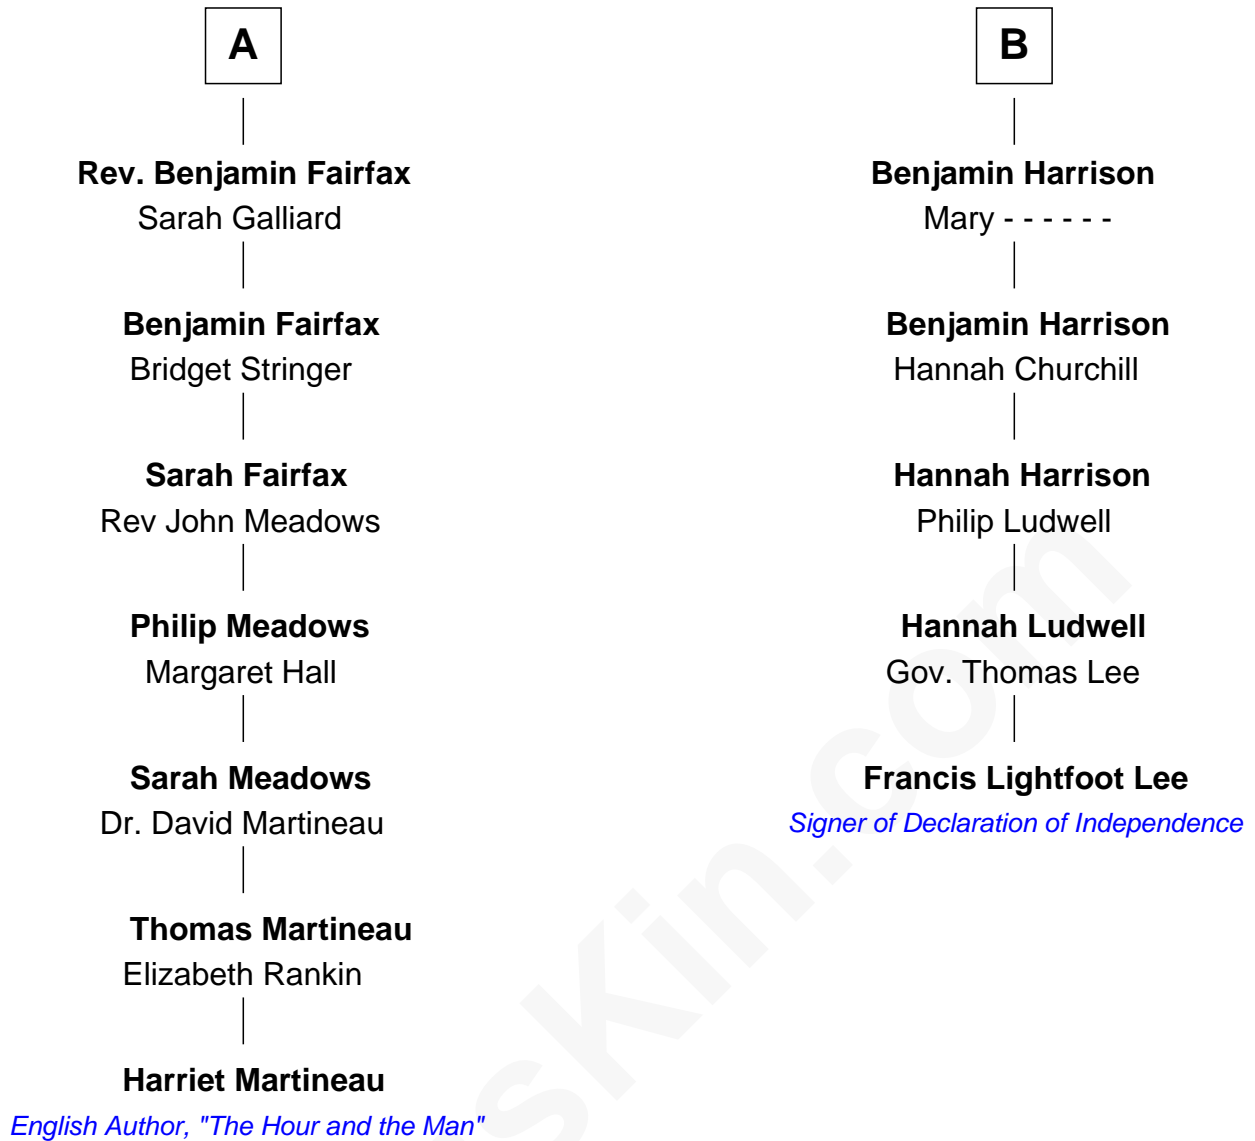 A
Rev. Benjamin Fairfax
Sarah Galliard
Benjamin Fairfax
Bridget Stringer
Sarah Fairfax
Rev John Meadows
Philip Meadows
Margaret Hall
Sarah Meadows
Dr. David Martineau
Thomas Martineau
Elizabeth Rankin
Harriet Martineau
English Author, "The Hour and the Man"
B
Benjamin Harrison
Mary - - - - - -
Benjamin Harrison
Hannah Churchill
Hannah Harrison
Philip Ludwell
Hannah Ludwell
Gov. Thomas Lee
Francis Lightfoot Lee
Signer of Declaration of Independence
sKin.com